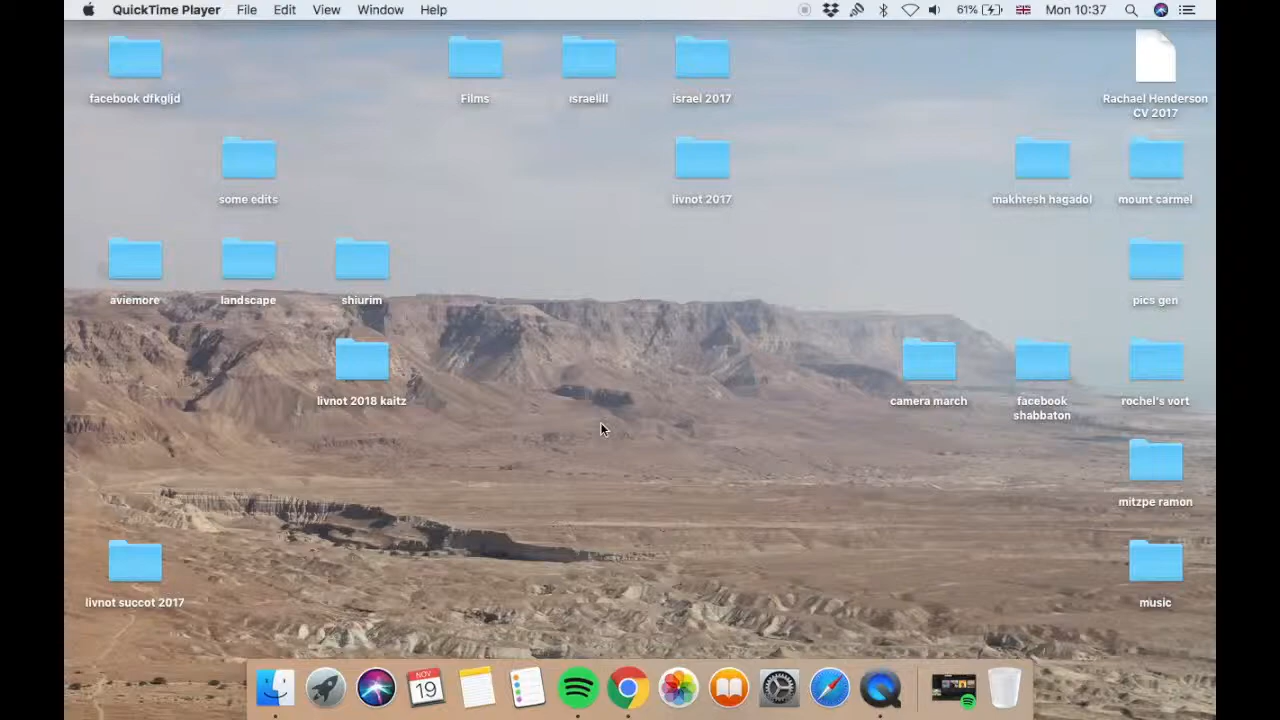 QuickTime Player File Edit View Window Help 61% Mon 10:37
facebook dfkgljd
Films
israellll
israel 2017
Rachael Henderson
CV 2017
some edits
livnot 2017
makhtesh hagadol
mount carmel
aviemore
landscape
shiurim
pics gen
livnot 2018 kaitz
camera march
facebook
shabbaton
rochel's vort
mitzpe ramon
livnot succot 2017
music
NOV
19